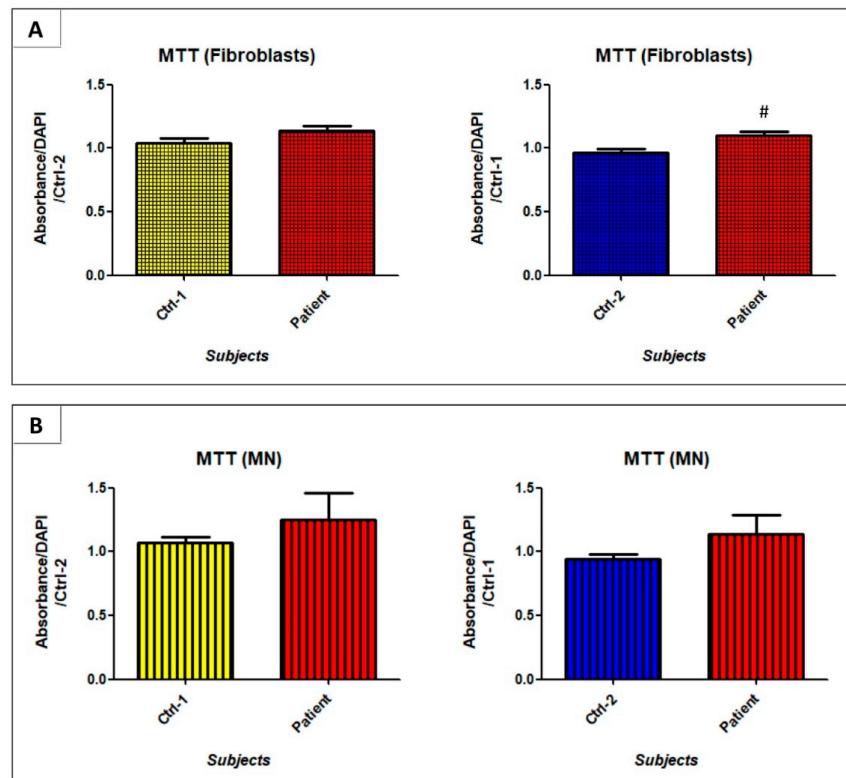 A
MTT (Fibroblasts)
Absorbance/DAPI
/Ctrl-2
1.5
1.0
0.5
0.0
Ctrl-1
Patient
Subjects
MTT (Fibroblasts)
Absorbance/DAPI
/Ctrl-1
1.5
1.0
0.5
0.0
#
Ctrl-2
Patient
Subjects
B
MTT (MN)
Absorbance/DAPI
/Ctrl-2
1.5
1.0
0.5
0.0
Ctrl-1
Patient
Subjects
MTT (MN)
Absorbance/DAPI
/Ctrl-1
1.5
1.0
0.5
0.0
Ctrl-2
Patient
Subjects